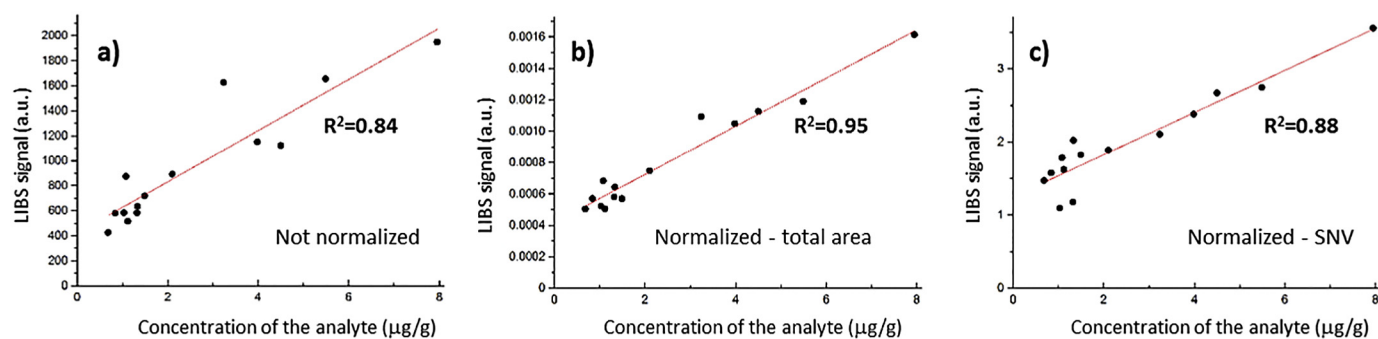 a)
LIBS signal (a.u.)
2000
1800
1600
1400
1200
1000
800
600
400
200
0
R²=0.84
Not normalized
0 2 4 6 8
Concentration of the analyte (µg/g)
b)
LIBS signal (a.u.)
0.0016
0.0012
0.0010
0.0008
0.0006
0.0004
0.0002
0
R²=0.95
Normalized - total area
0 2 4 6 8
Concentration of the analyte (µg/g)
c)
LIBS signal (a.u.)
3
2
1
0
R²=0.88
Normalized - SNV
0 2 4 6 8
Concentration of the analyte (µg/g)